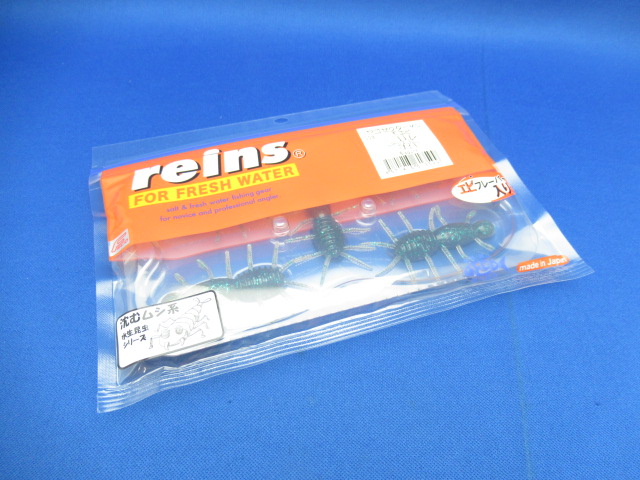 reins®
FOR FRESH WATER
salt & fresh water fishing gear
for novice and professional angler
エビフレーバー
入り
made in Japan
沈むムシ系
水生昆虫
シリーズ